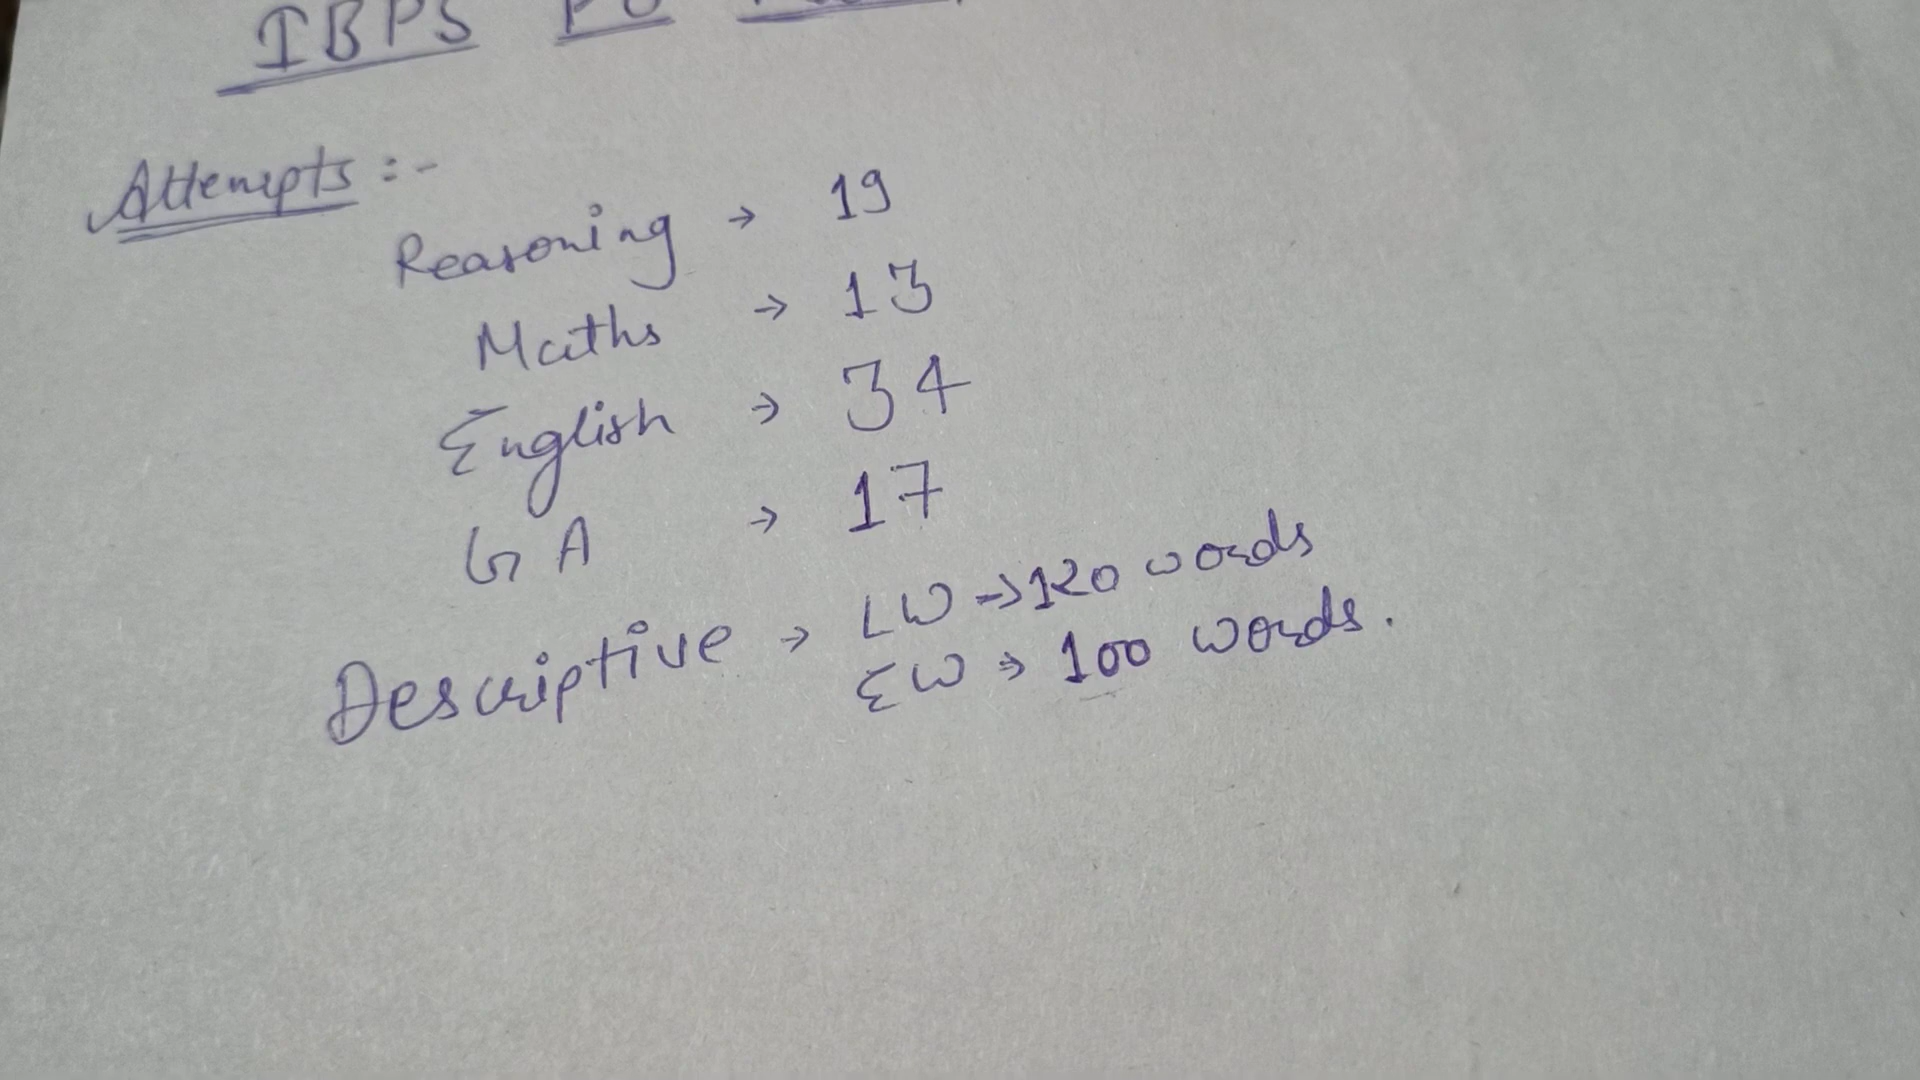 IBPS PO
Attempts :-
Reasoning → 19
Maths → 13
English → 34
GA → 17
Descriptive → LW → 120 words
EW → 100 words.